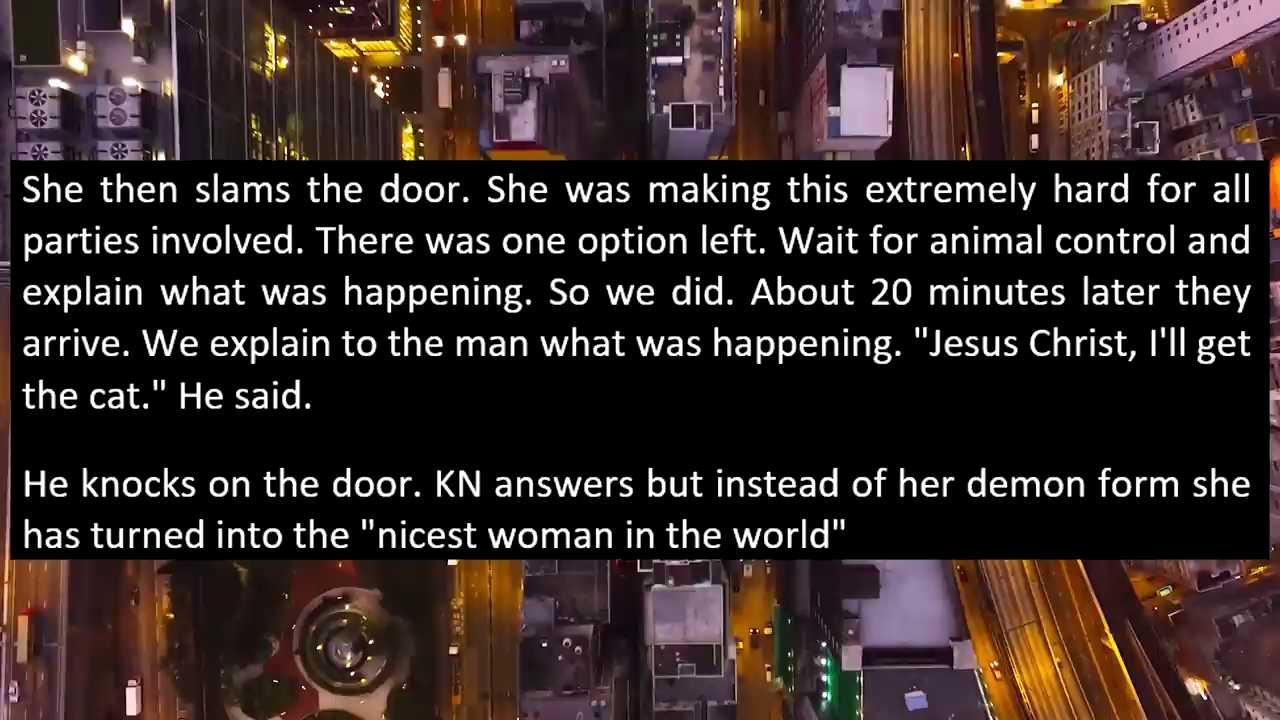 She then slams the door. She was making this extremely hard for all
parties involved. There was one option left. Wait for animal control and
explain what was happening. So we did. About 20 minutes later they
arrive. We explain to the man what was happening. "Jesus Christ, I'll get
the cat." He said.
He knocks on the door. KN answers but instead of her demon form she
has turned into the "nicest woman in the world"